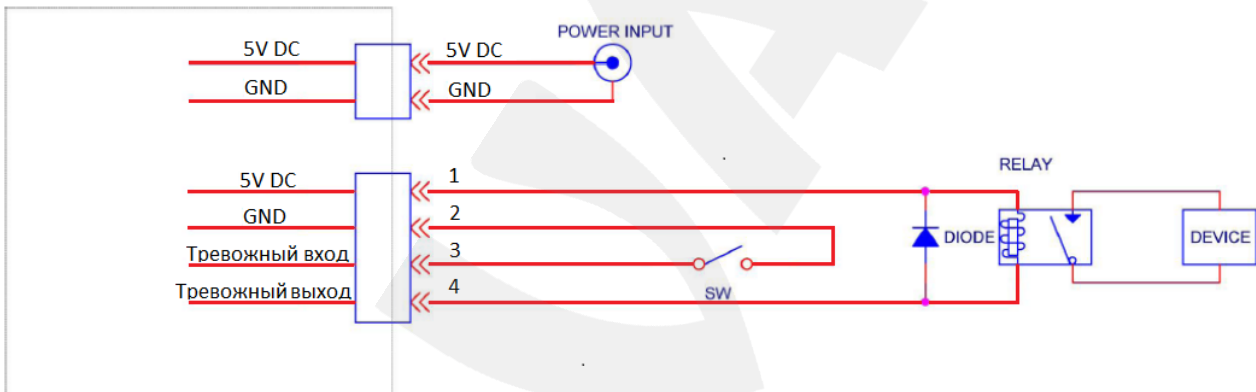 POWER INPUT
5V DC
5V DC
GND
GND
RELAY
5V DC
1
GND
2
DIODE
DEVICE
Тревожный вход
3
SW
Тревожный выход
4